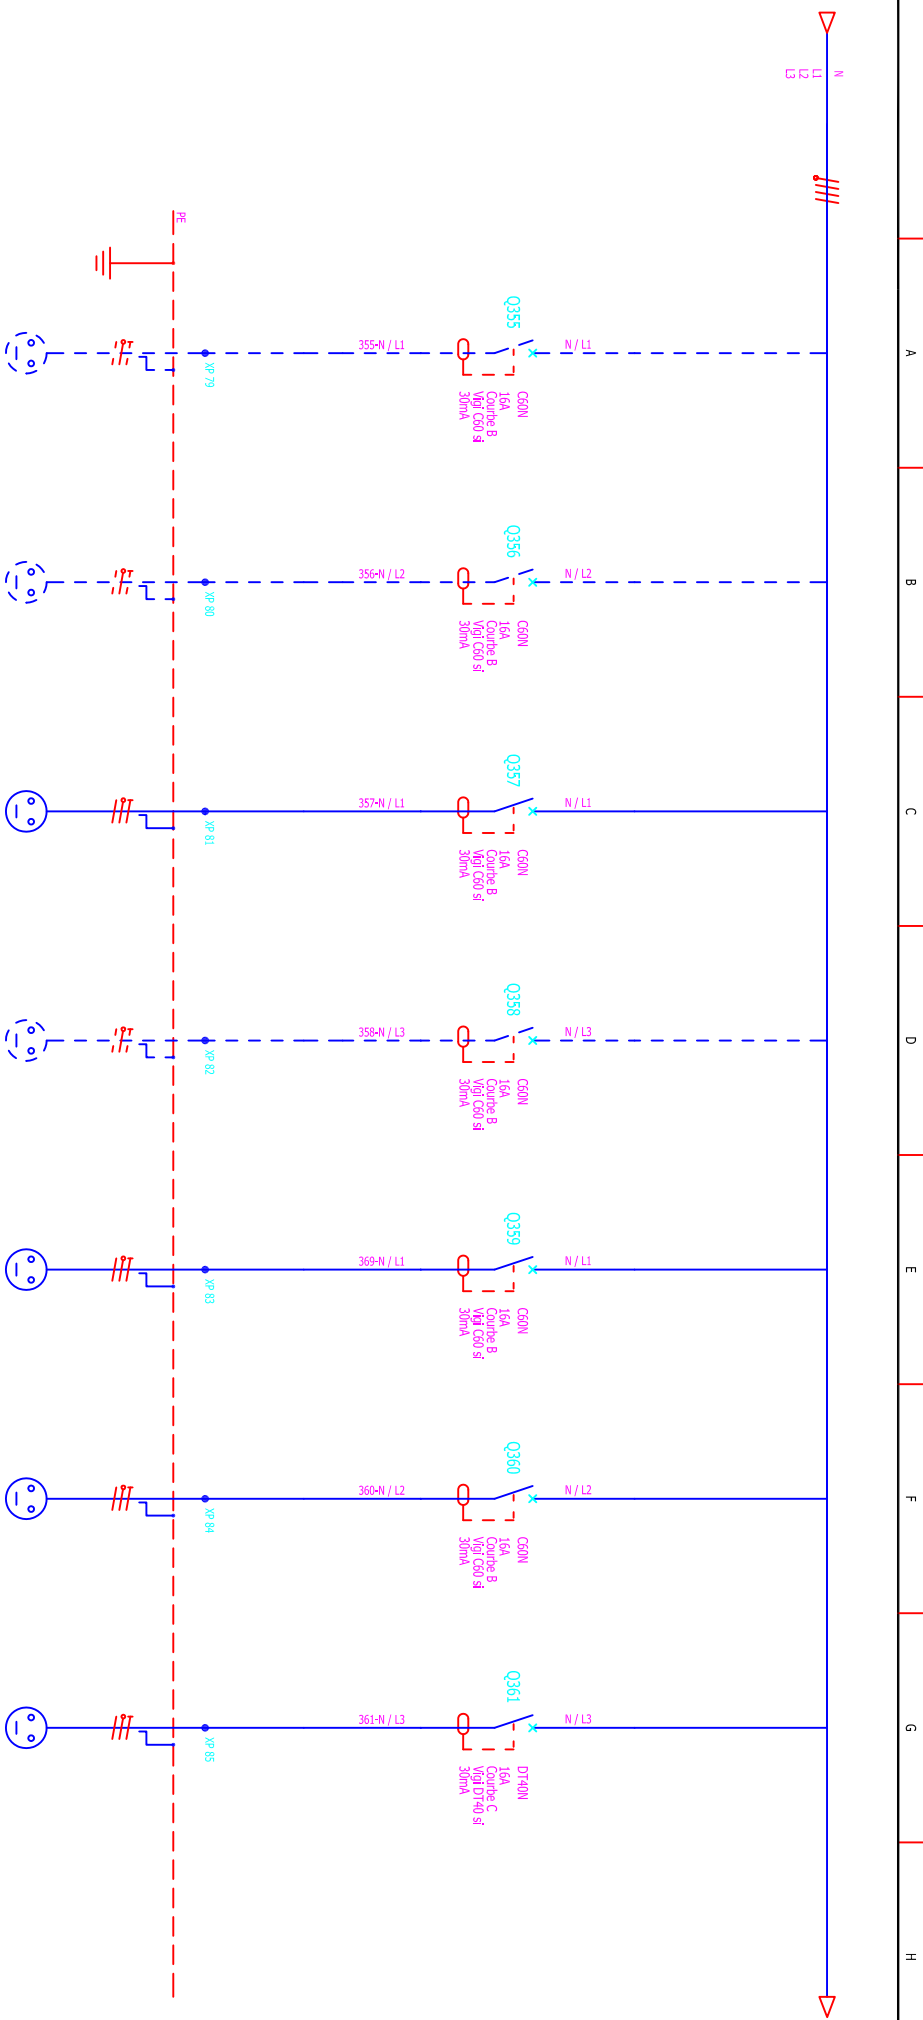 N
L1
L2
L3
PE
A
B
C
D
E
F
G
H
N / L1
Q355
C60N
16A
Courbe B
Vigi C60 si
30mA
355-N / L1
XP 79
N / L2
Q356
C60N
16A
Courbe B
Vigi C60 si
30mA
356-N / L2
XP 80
N / L1
Q357
C60N
16A
Courbe B
Vigi C60 si
30mA
357-N / L1
XP 81
N / L3
Q358
C60N
16A
Courbe B
Vigi C60 si
30mA
358-N / L3
XP 82
N / L1
Q359
C60N
16A
Courbe B
Vigi C60 si
30mA
369-N / L1
XP 83
N / L2
Q360
C60N
16A
Courbe B
Vigi C60 si
30mA
360-N / L2
XP 84
N / L3
Q361
DT40N
16A
Courbe C
Vigi DT40 si
30mA
361-N / L3
XP 85